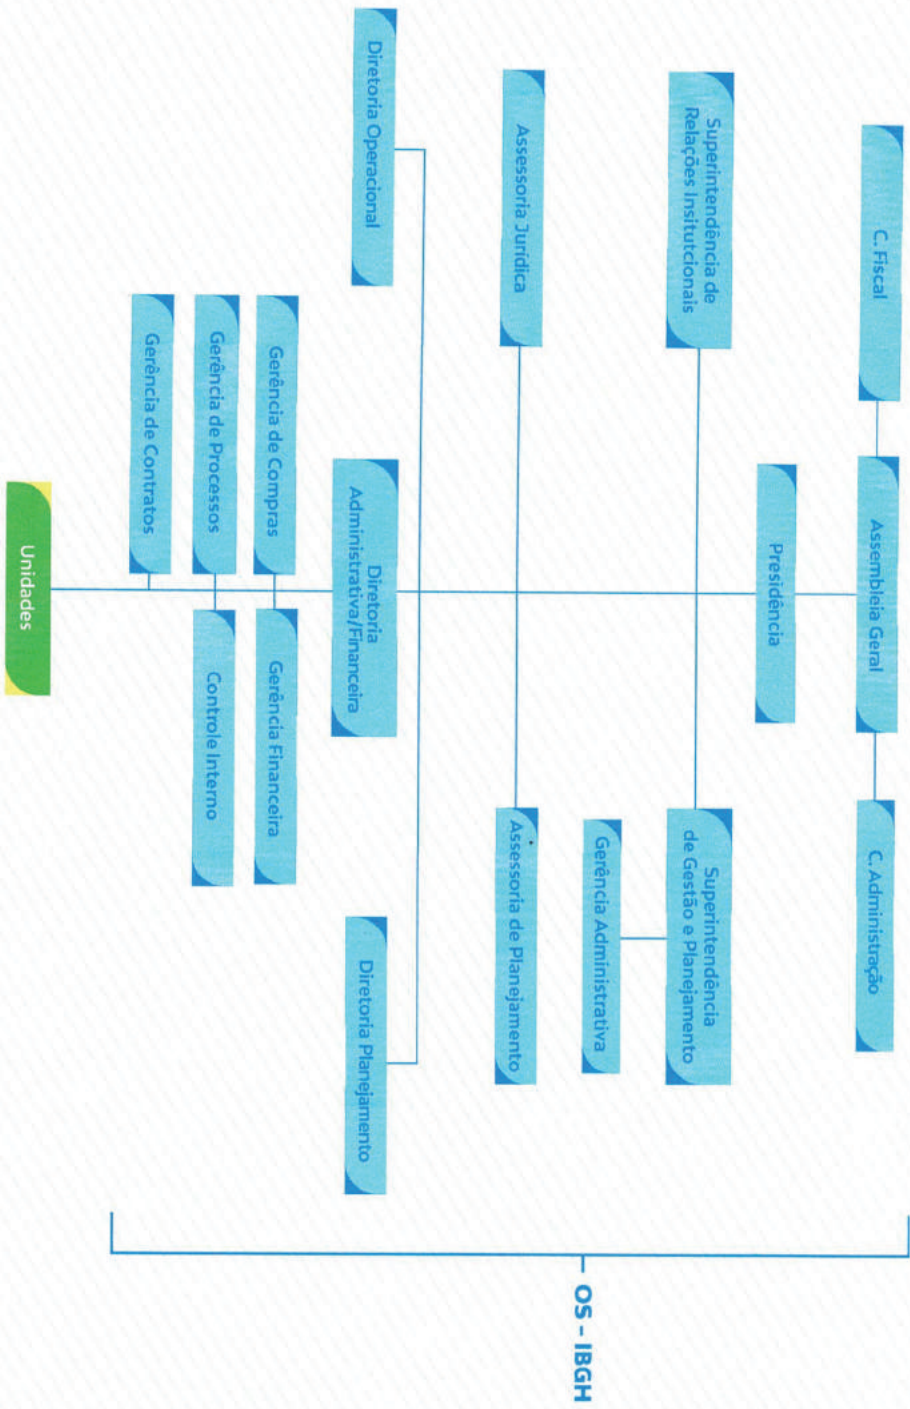 C. Fiscal
Assembleia Geral
C. Administração
Presidência
Superintendência de
Relações Insitutcionais
Superintendência
de Gestão e Planejamento
Gerência Administrativa
Assessoria Jurídica
Assessoria de Planejamento
Diretoria Operacional
Diretoria
Administrativa/Financeira
Diretoria Planejamento
Gerência de Compras
Gerência Financeira
Gerência de Processos
Controle Interno
Gerência de Contratos
Unidades
OS - IBGH